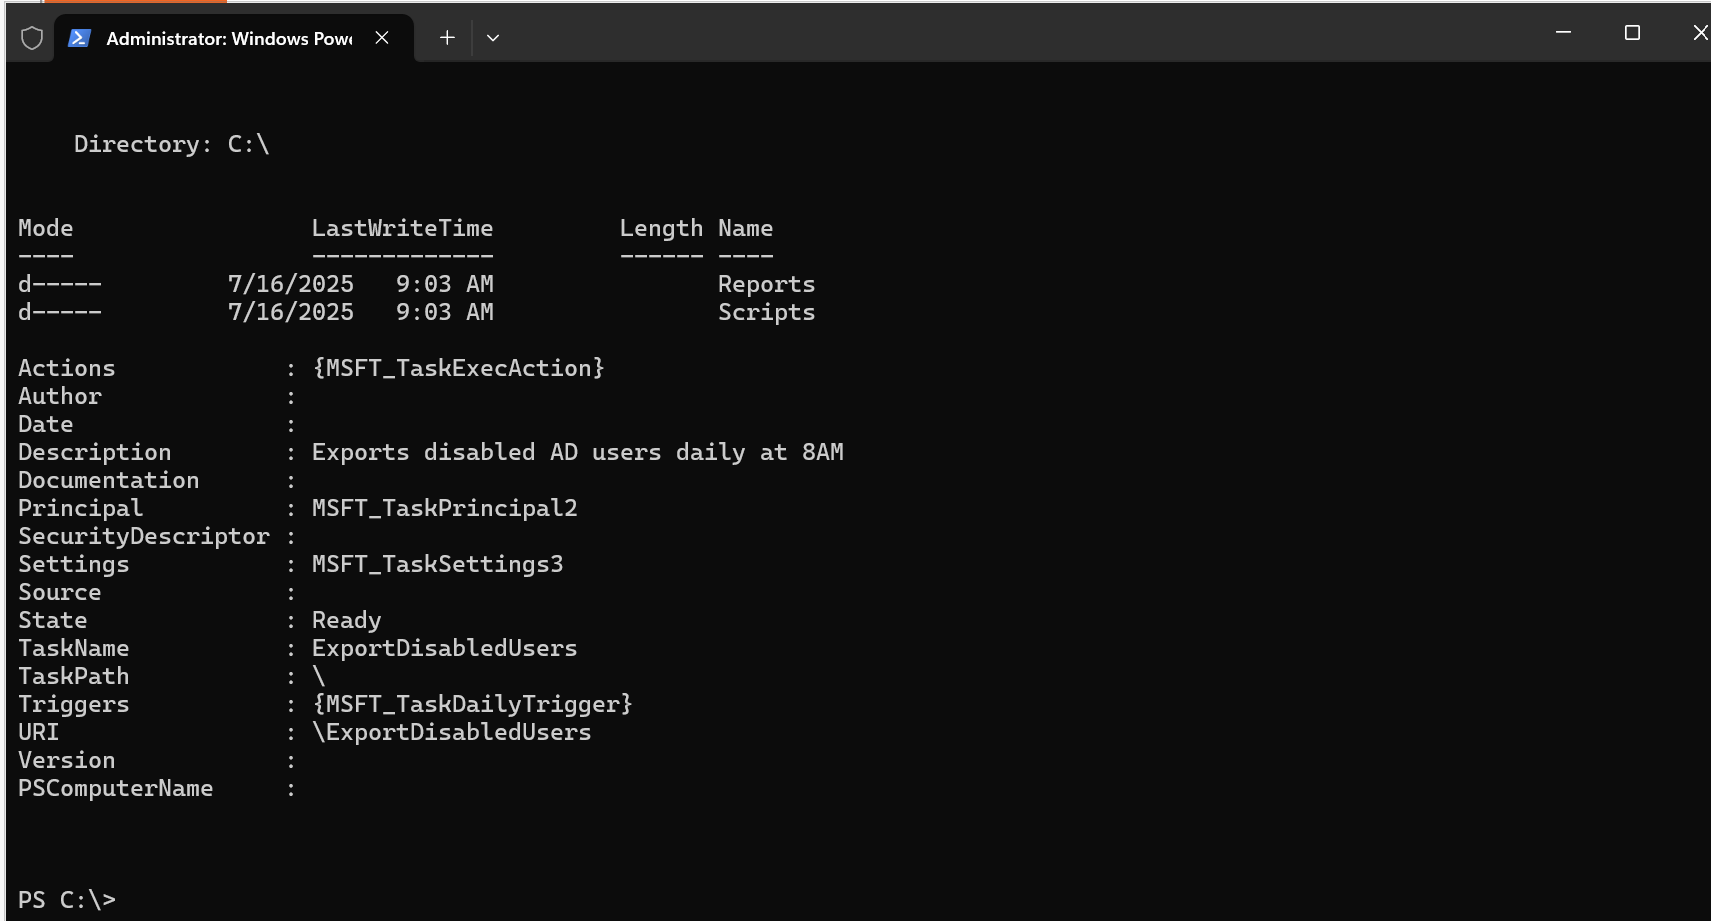 Administrator: Windows Powe
Directory: C:\
Mode                 LastWriteTime         Length Name
----                 -------------         ------ ----
d-----         7/16/2025   9:03 AM                Reports
d-----         7/16/2025   9:03 AM                Scripts
Actions            : {MSFT_TaskExecAction}
Author             :
Date               :
Description        : Exports disabled AD users daily at 8AM
Documentation      :
Principal          : MSFT_TaskPrincipal2
SecurityDescriptor :
Settings           : MSFT_TaskSettings3
Source             :
State              : Ready
TaskName           : ExportDisabledUsers
TaskPath           : \
Triggers           : {MSFT_TaskDailyTrigger}
URI                : \ExportDisabledUsers
Version            :
PSComputerName     :
PS C:\>